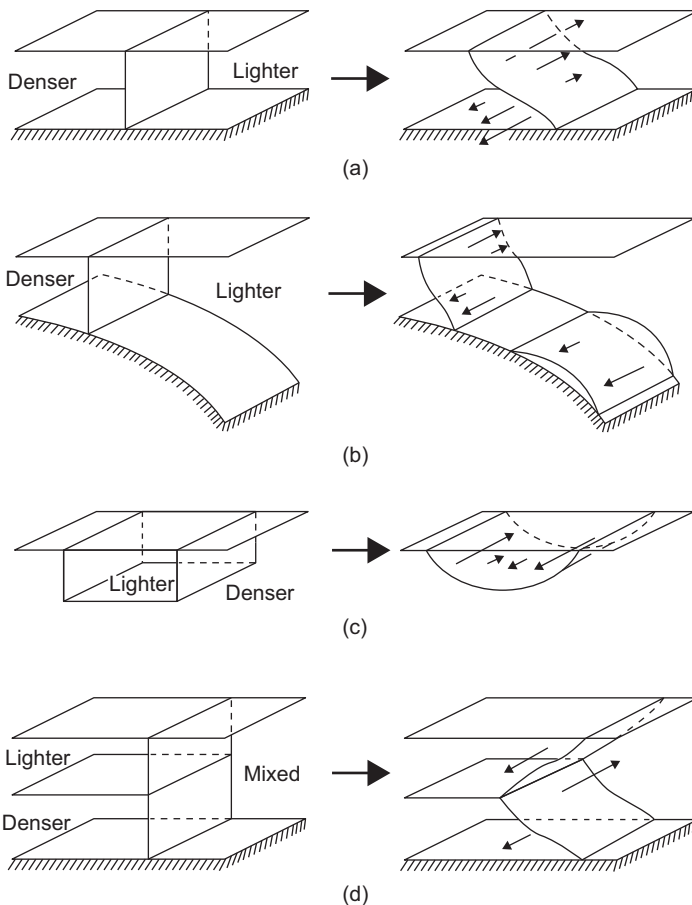 Denser
Lighter
(a)
Denser
Lighter
(b)
Lighter
Denser
(c)
Lighter
Mixed
Denser
(d)